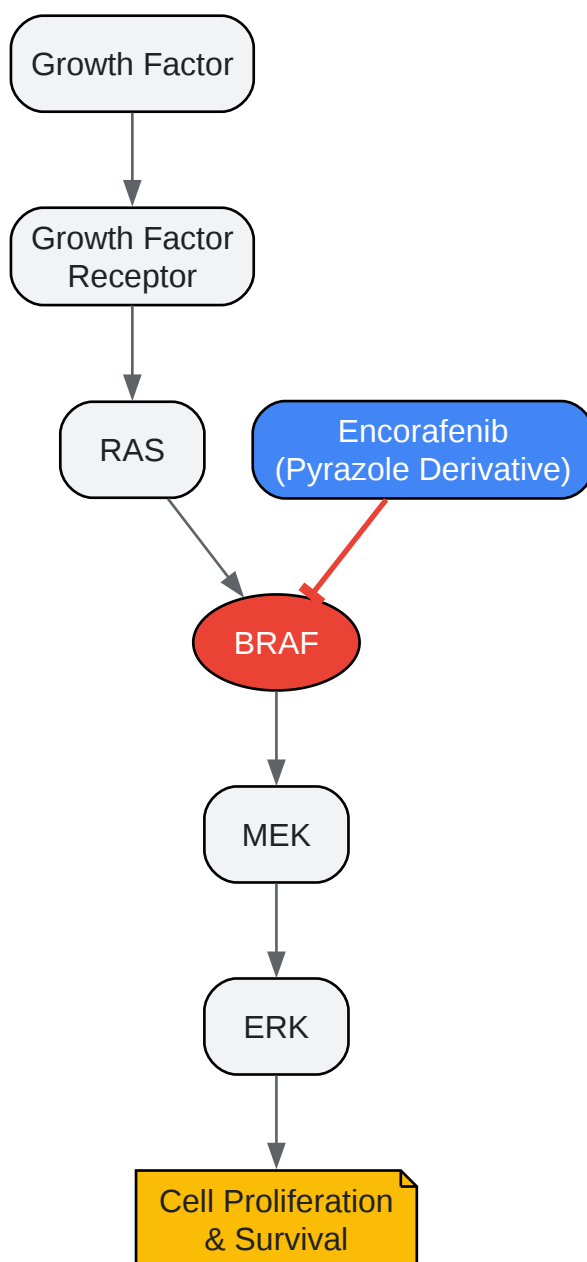 Growth Factor
Growth Factor
Receptor
RAS
Encorafenib
(Pyrazole Derivative)
BRAF
MEK
ERK
Cell Proliferation
& Survival